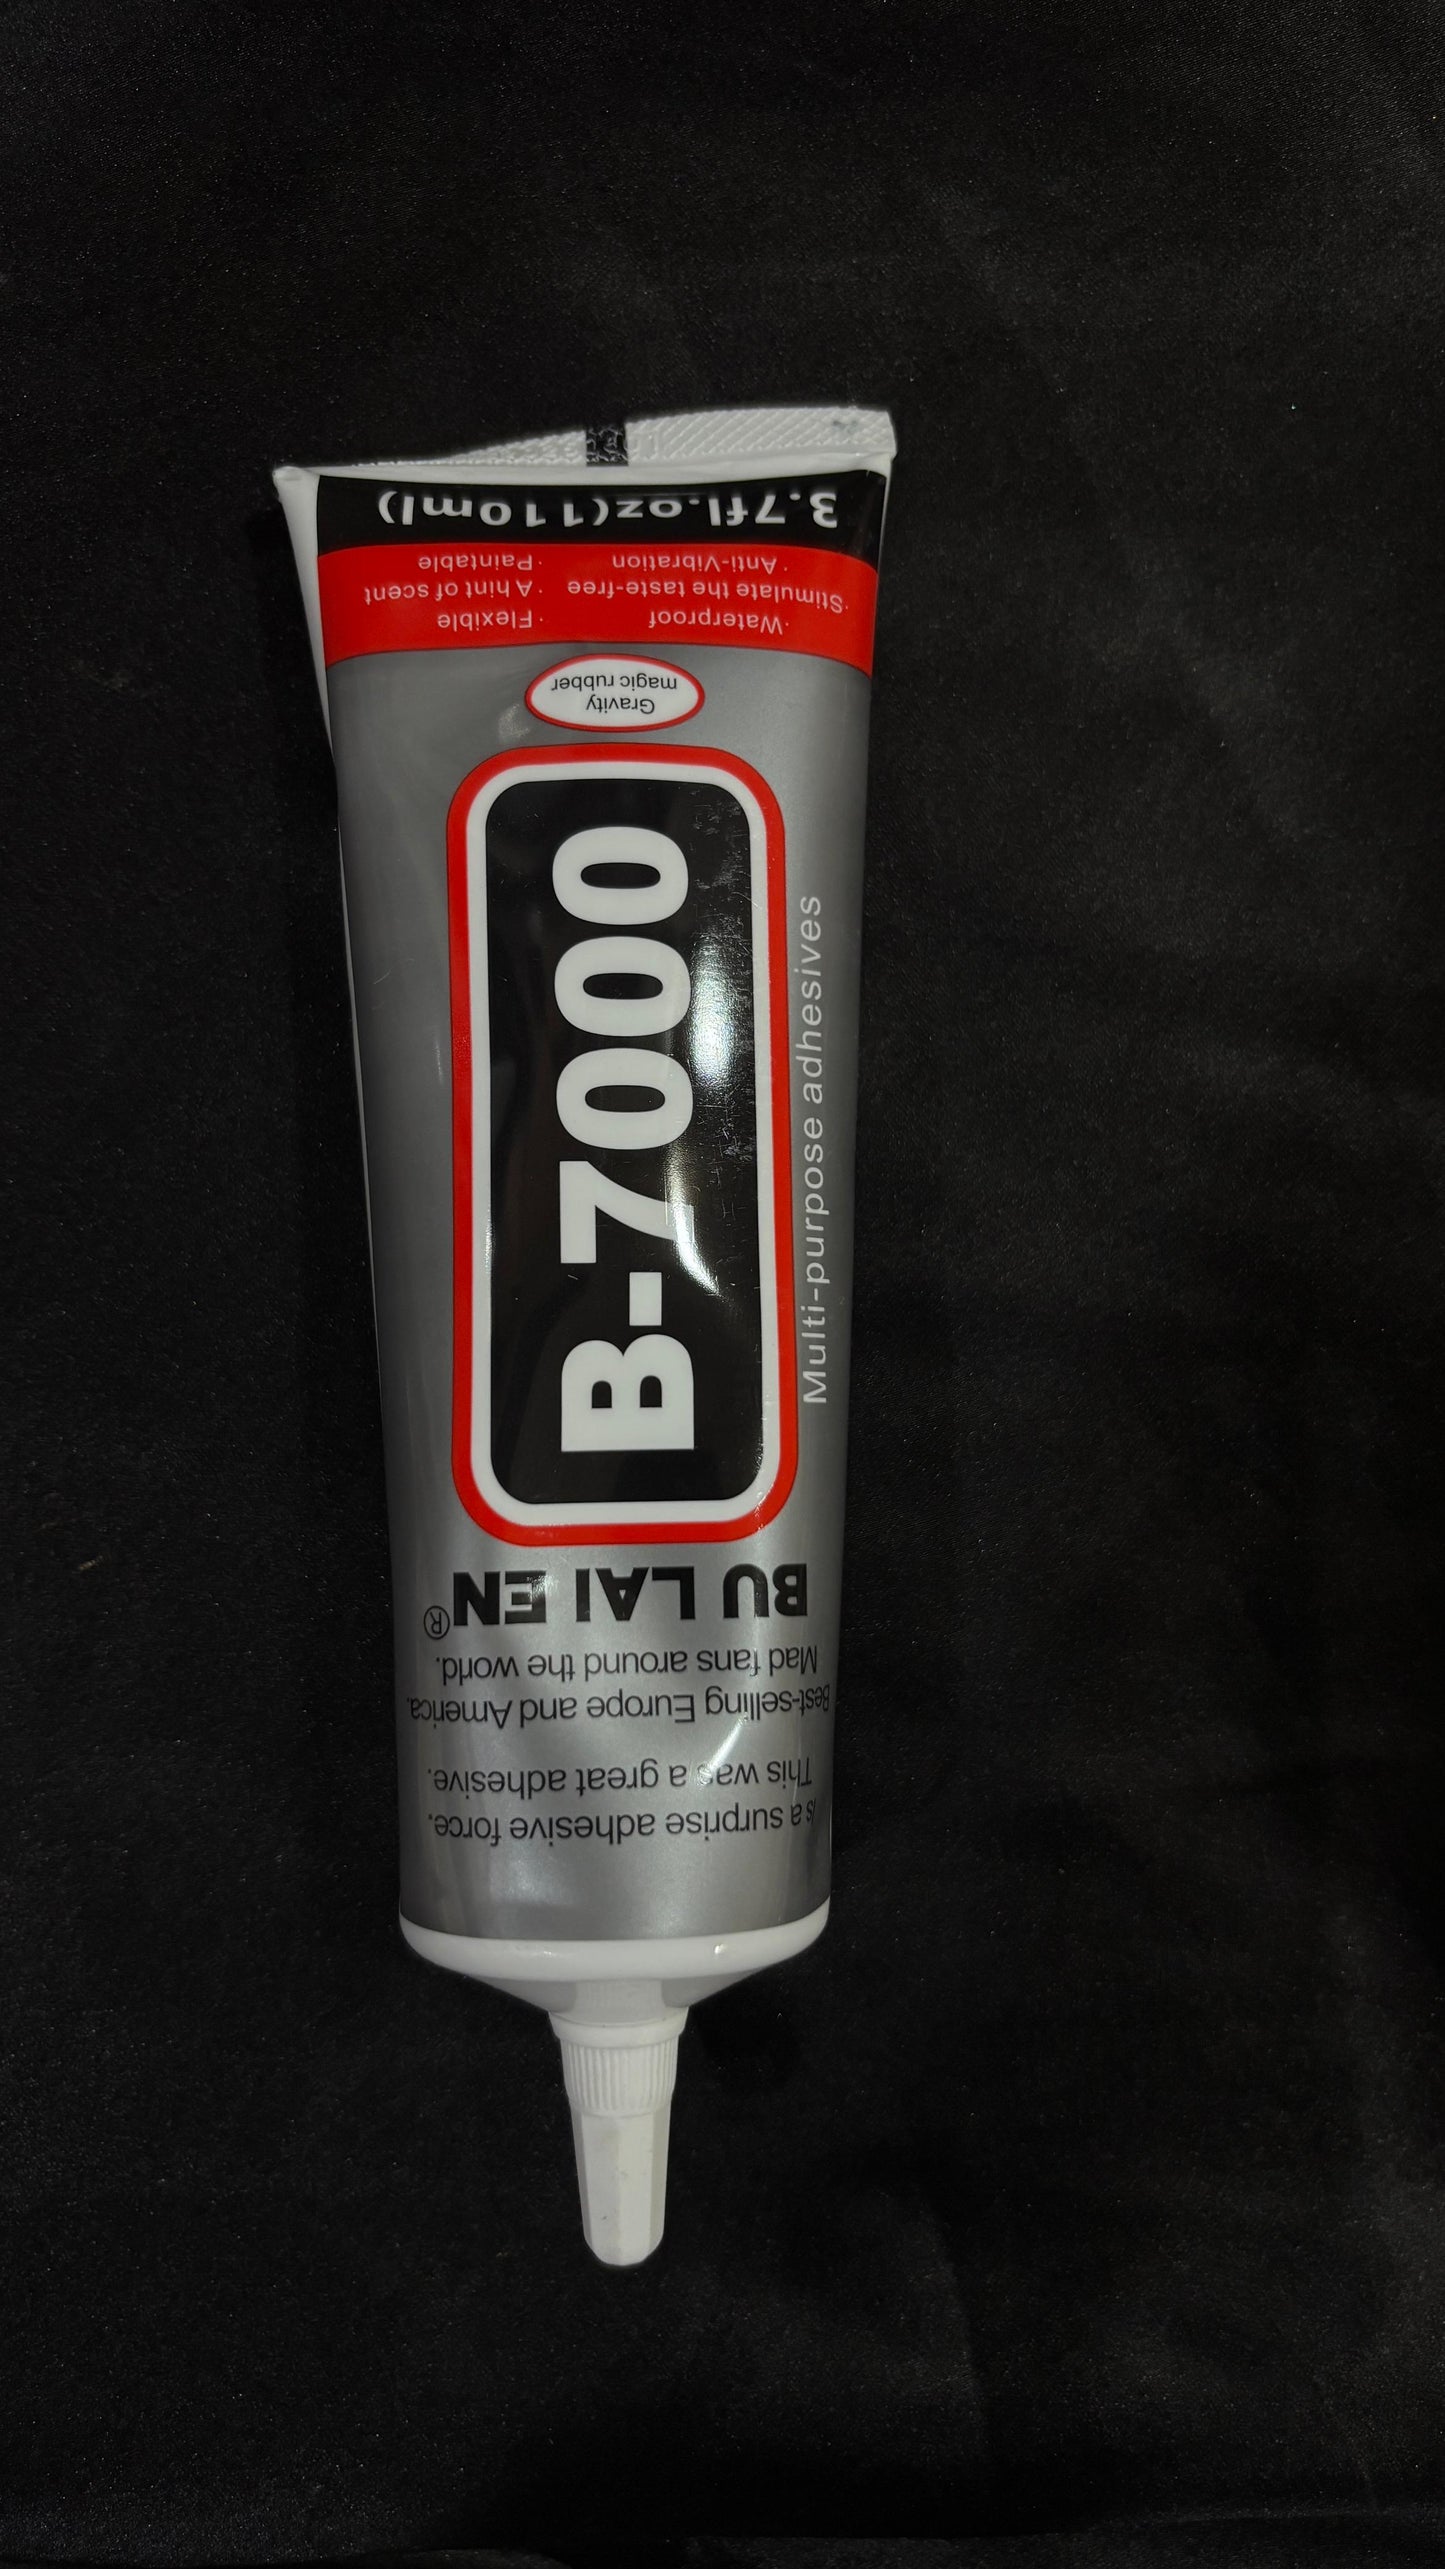 Is a surprise adhesive force.
This was a great adhesive.
Best-selling Europe and America.
Mad fans around the world.
BU LAI EN®
B-7000
Multi-purpose adhesives
Gravity
magic rubber
·Waterproof ·Flexible
·Stimulate the taste-free ·A hint of scent
·Anti-Vibration ·Paintable
3.7fl.oz(110ml)